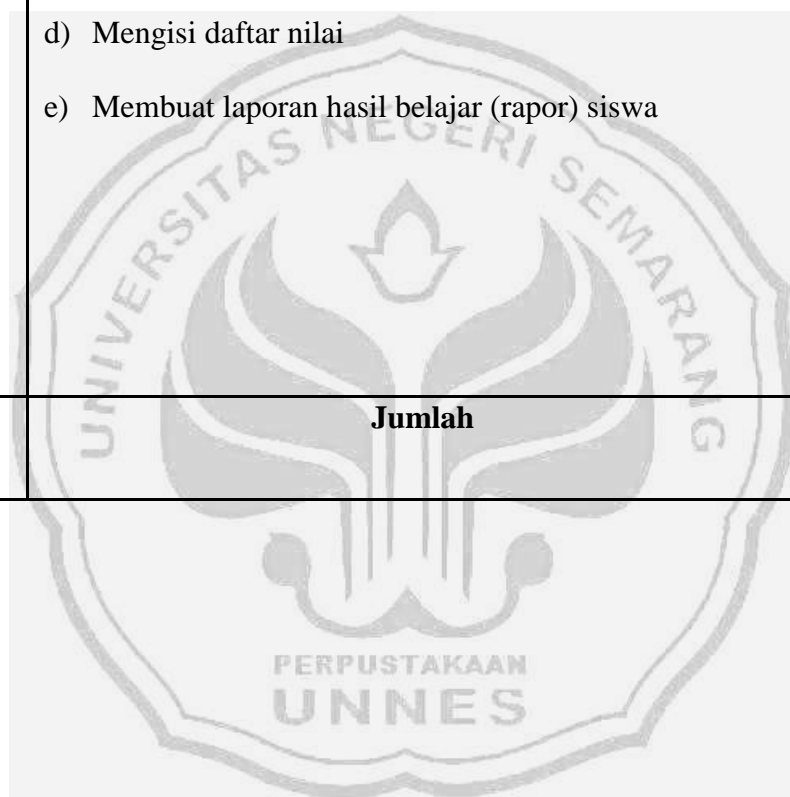 d) Mengisi daftar nilai
e) Membuat laporan hasil belajar (rapor) siswa
UNIVERSITAS NEGERI SEMARANG
Jumlah
PERPUSTAKAAN
UNNES